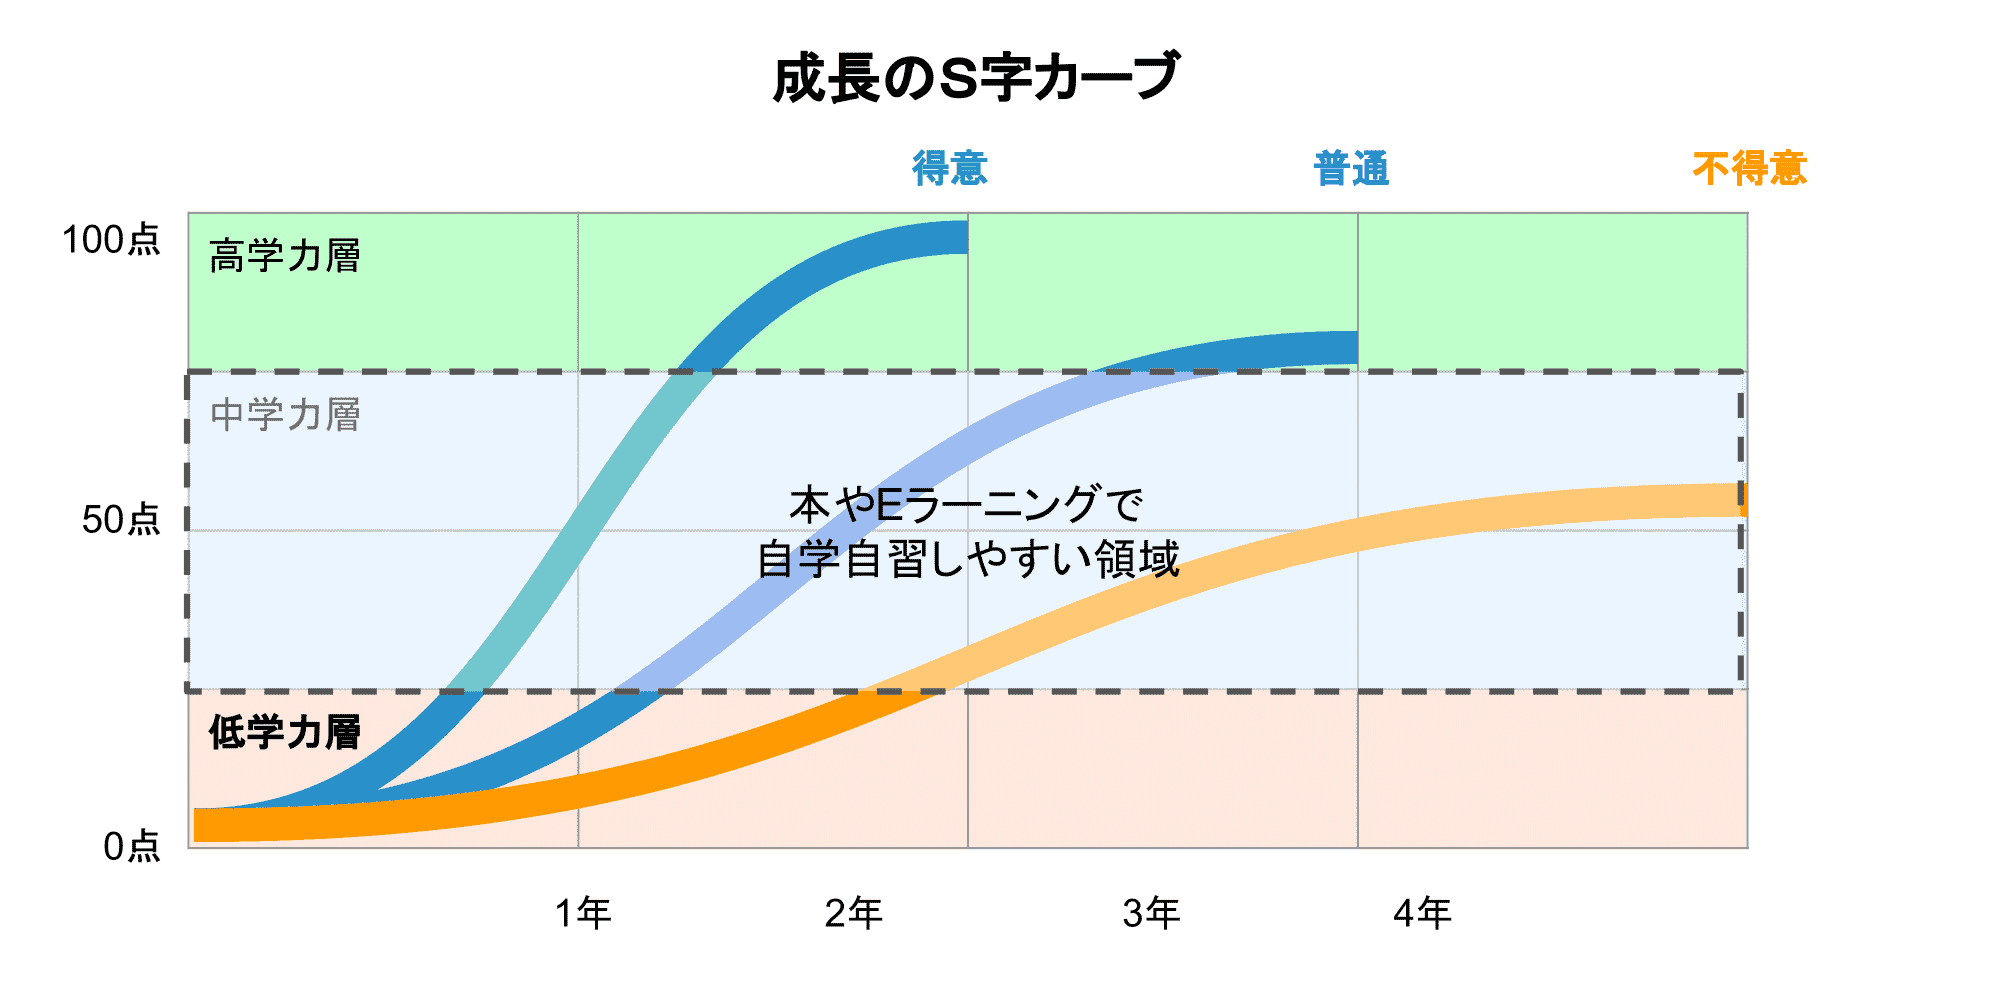 成長のS字カーブ
得意
普通
不得意
100点
高学力層
中学力層
本やEラーニングで
50点
自学自習しやすい領域
低学力層
0点
1年
2年
3年
4年